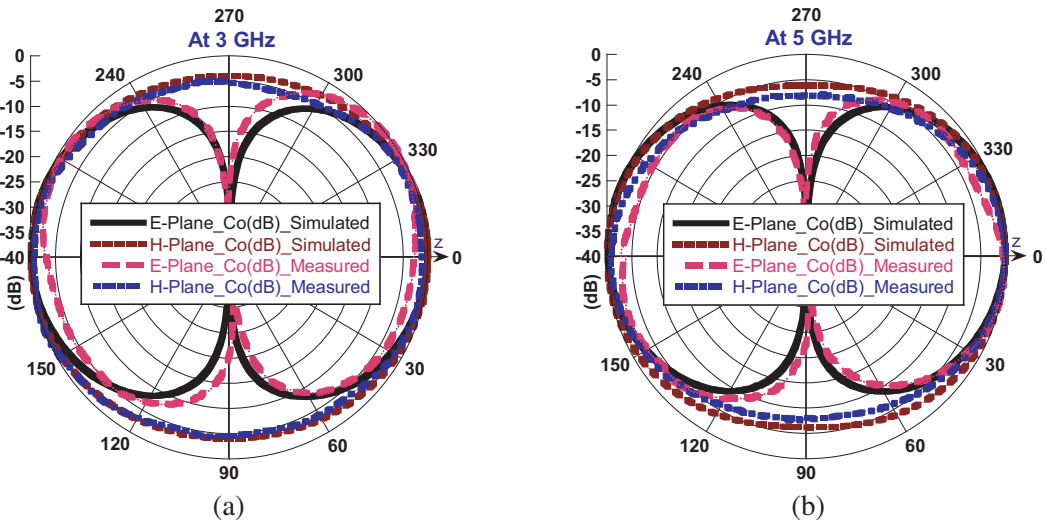 270
At 3 GHz
0
-5
-10
-15
-20
-25
-30
-35
-40
(dB)
240
300
330
z
0
30
60
90
120
150
E-Plane_Co(dB)_Simulated
H-Plane_Co(dB)_Simulated
E-Plane_Co(dB)_Measured
H-Plane_Co(dB)_Measured
(a)
270
At 5 GHz
0
-5
-10
-15
-20
-25
-30
-35
-40
(dB)
240
300
330
z
0
30
60
90
120
150
E-Plane_Co(dB)_Simulated
H-Plane_Co(dB)_Simulated
E-Plane_Co(dB)_Measured
H-Plane_Co(dB)_Measured
(b)